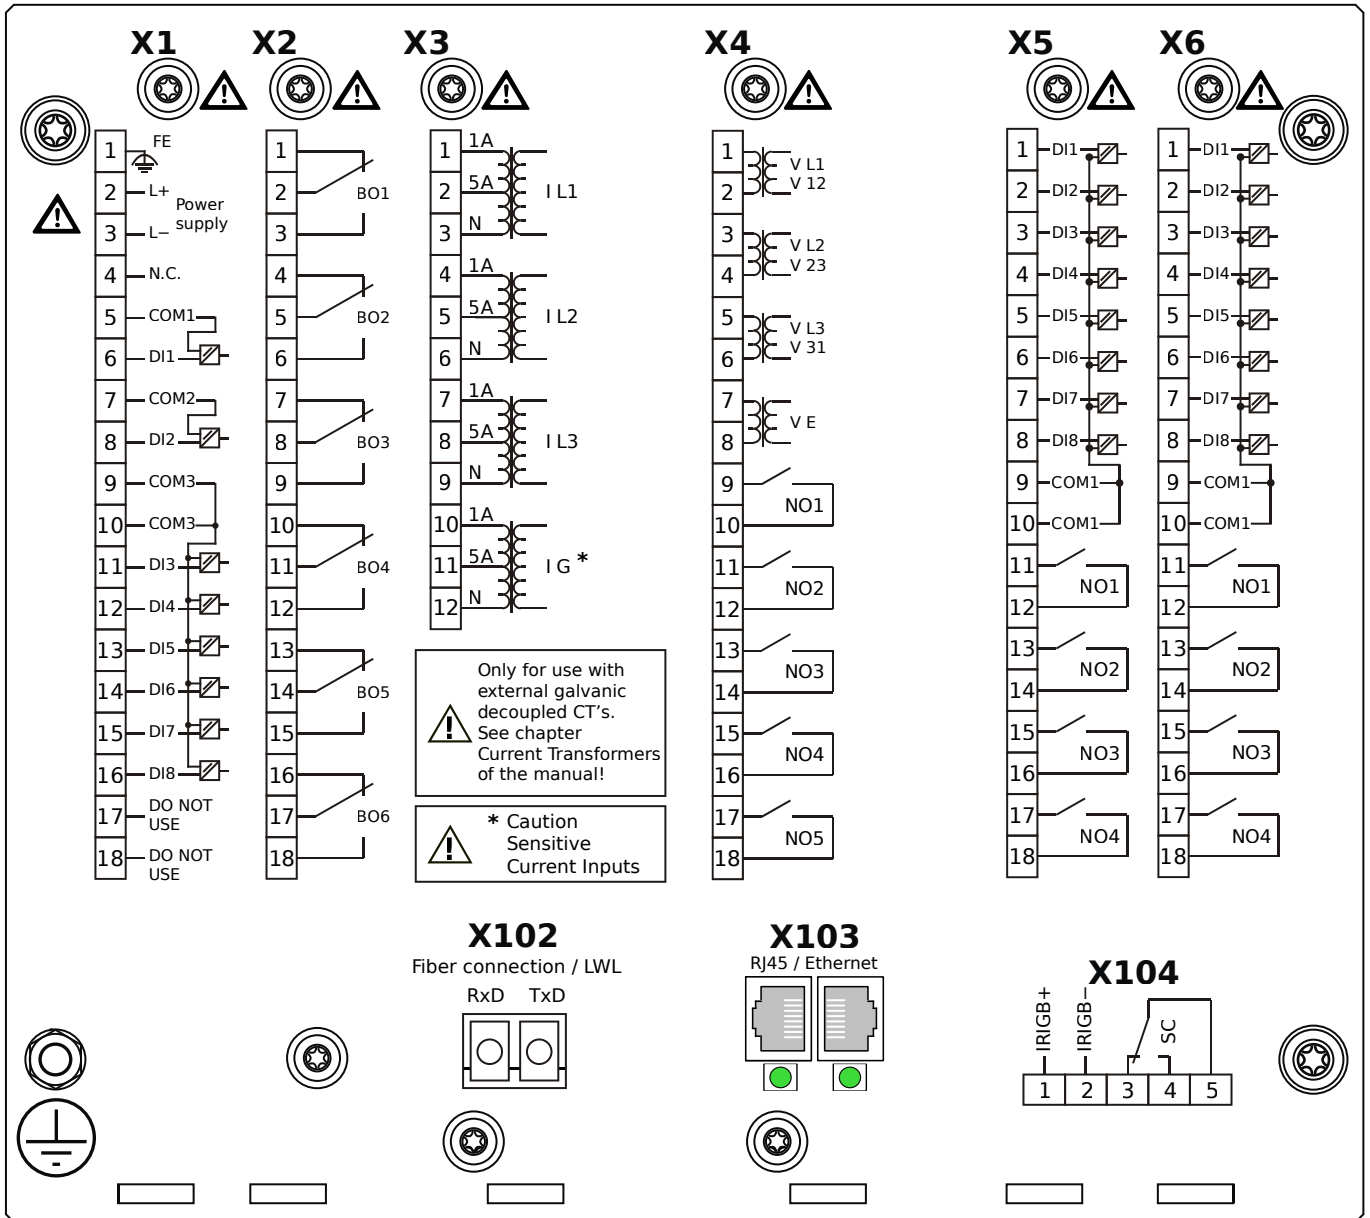 X1
X2
X3
X4
X5
X6
1 FE
2 L+
Power
supply
3 L−
4 N.C.
5 COM1
6 DI1
7 COM2
8 DI2
9 COM3
10 COM3
11 DI3
12 DI4
13 DI5
14 DI6
15 DI7
16 DI8
17 DO NOT
USE
18 DO NOT
USE
1
2 BO1
3
4
5 BO2
6
7
8 BO3
9
10
11 BO4
12
13
14 BO5
15
16
17 BO6
18
1 1A
2 5A I L1
3 N
4 1A
5 5A I L2
6 N
7 1A
8 5A I L3
9 N
10 1A
11 5A I G *
12 N
Only for use with
external galvanic
decoupled CT's.
See chapter
Current Transformers
of the manual!
* Caution
Sensitive
Current Inputs
1 V L1
2 V 12
3 V L2
4 V 23
5 V L3
6 V 31
7
V E
8
9
NO1
10
11
NO2
12
13
NO3
14
15
NO4
16
17
NO5
18
1 DI1
2 DI2
3 DI3
4 DI4
5 DI5
6 DI6
7 DI7
8 DI8
9 COM1
10 COM1
11
NO1
12
13
NO2
14
15
NO3
16
17
NO4
18
1 DI1
2 DI2
3 DI3
4 DI4
5 DI5
6 DI6
7 DI7
8 DI8
9 COM1
10 COM1
11
NO1
12
13
NO2
14
15
NO3
16
17
NO4
18
X102
Fiber connection / LWL
RxD TxD
X103
RJ45 / Ethernet
X104
IRIGB+
IRIGB−
SC
1 2 3 4 5